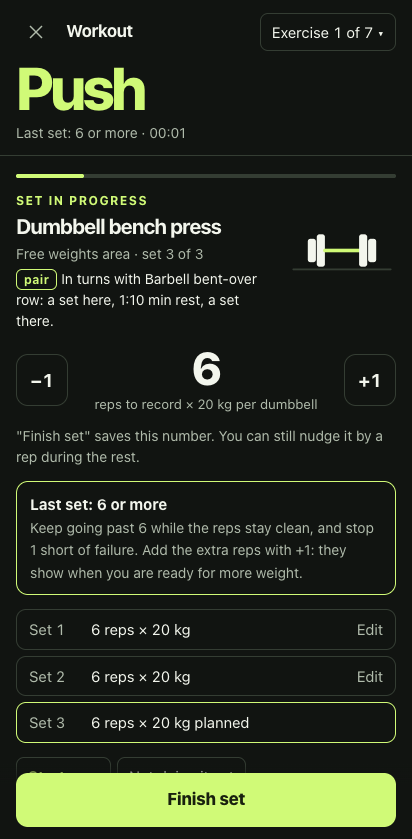 Workout
Exercise 1 of 7 ▾
Push
Last set: 6 or more · 00:01
SET IN PROGRESS
Dumbbell bench press
Free weights area · set 3 of 3
pair In turns with Barbell bent-over
row: a set here, 1:10 min rest, a set
there.
−1
6
+1
reps to record × 20 kg per dumbbell
"Finish set" saves this number. You can still nudge it by a
rep during the rest.
Last set: 6 or more
Keep going past 6 while the reps stay clean, and stop
1 short of failure. Add the extra reps with +1: they
show when you are ready for more weight.
Set 1 6 reps × 20 kg Edit
Set 2 6 reps × 20 kg Edit
Set 3 6 reps × 20 kg planned
Finish set